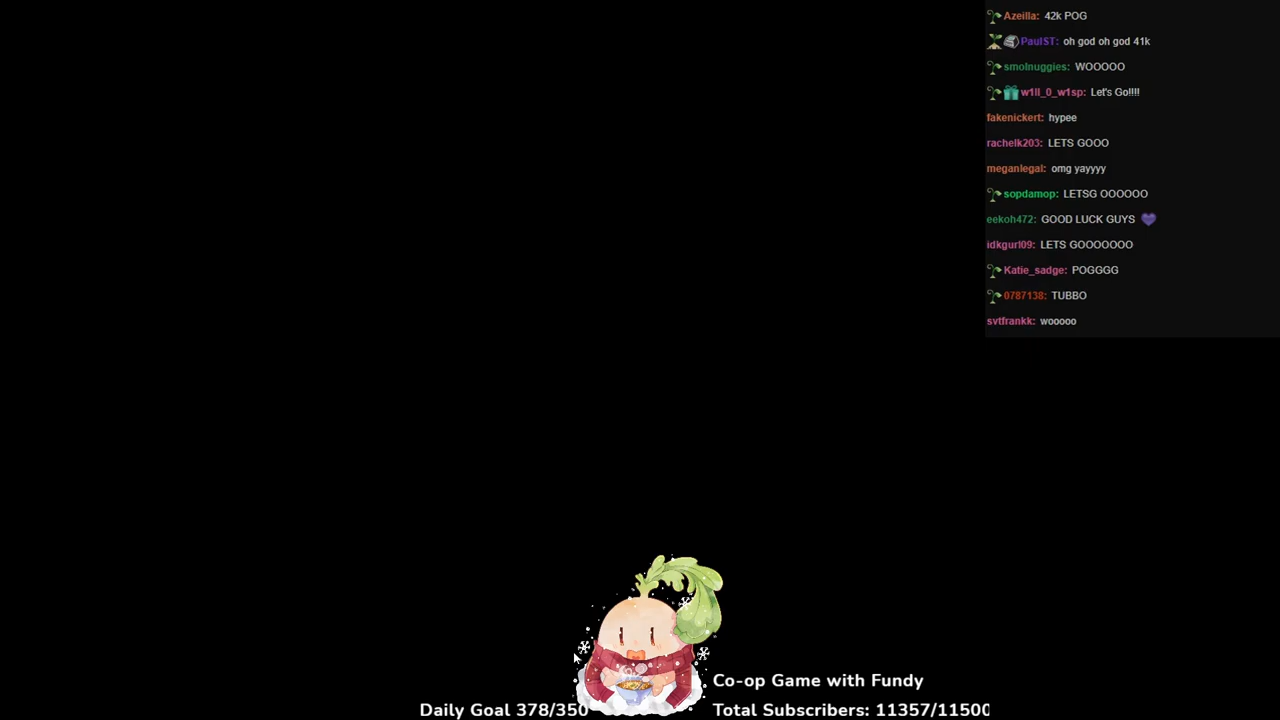 Azeilla: 42k POG
PaulST: oh god oh god 41k
smolnuggies: WOOOOO
w1ll_0_w1sp: Let's Go!!!!
fakenickert: hypee
rachelk203: LETS GOOO
meganlegal: omg yayyyy
sopdamop: LETSG OOOOOO
eekoh472: GOOD LUCK GUYS
idkgurl09: LETS GOOOOOOO
Katie_sadge: POGGGG
0787138: TUBBO
svtfrankk: wooooo
Co-op Game with Fundy
Daily Goal 378/350
Total Subscribers: 11357/11500